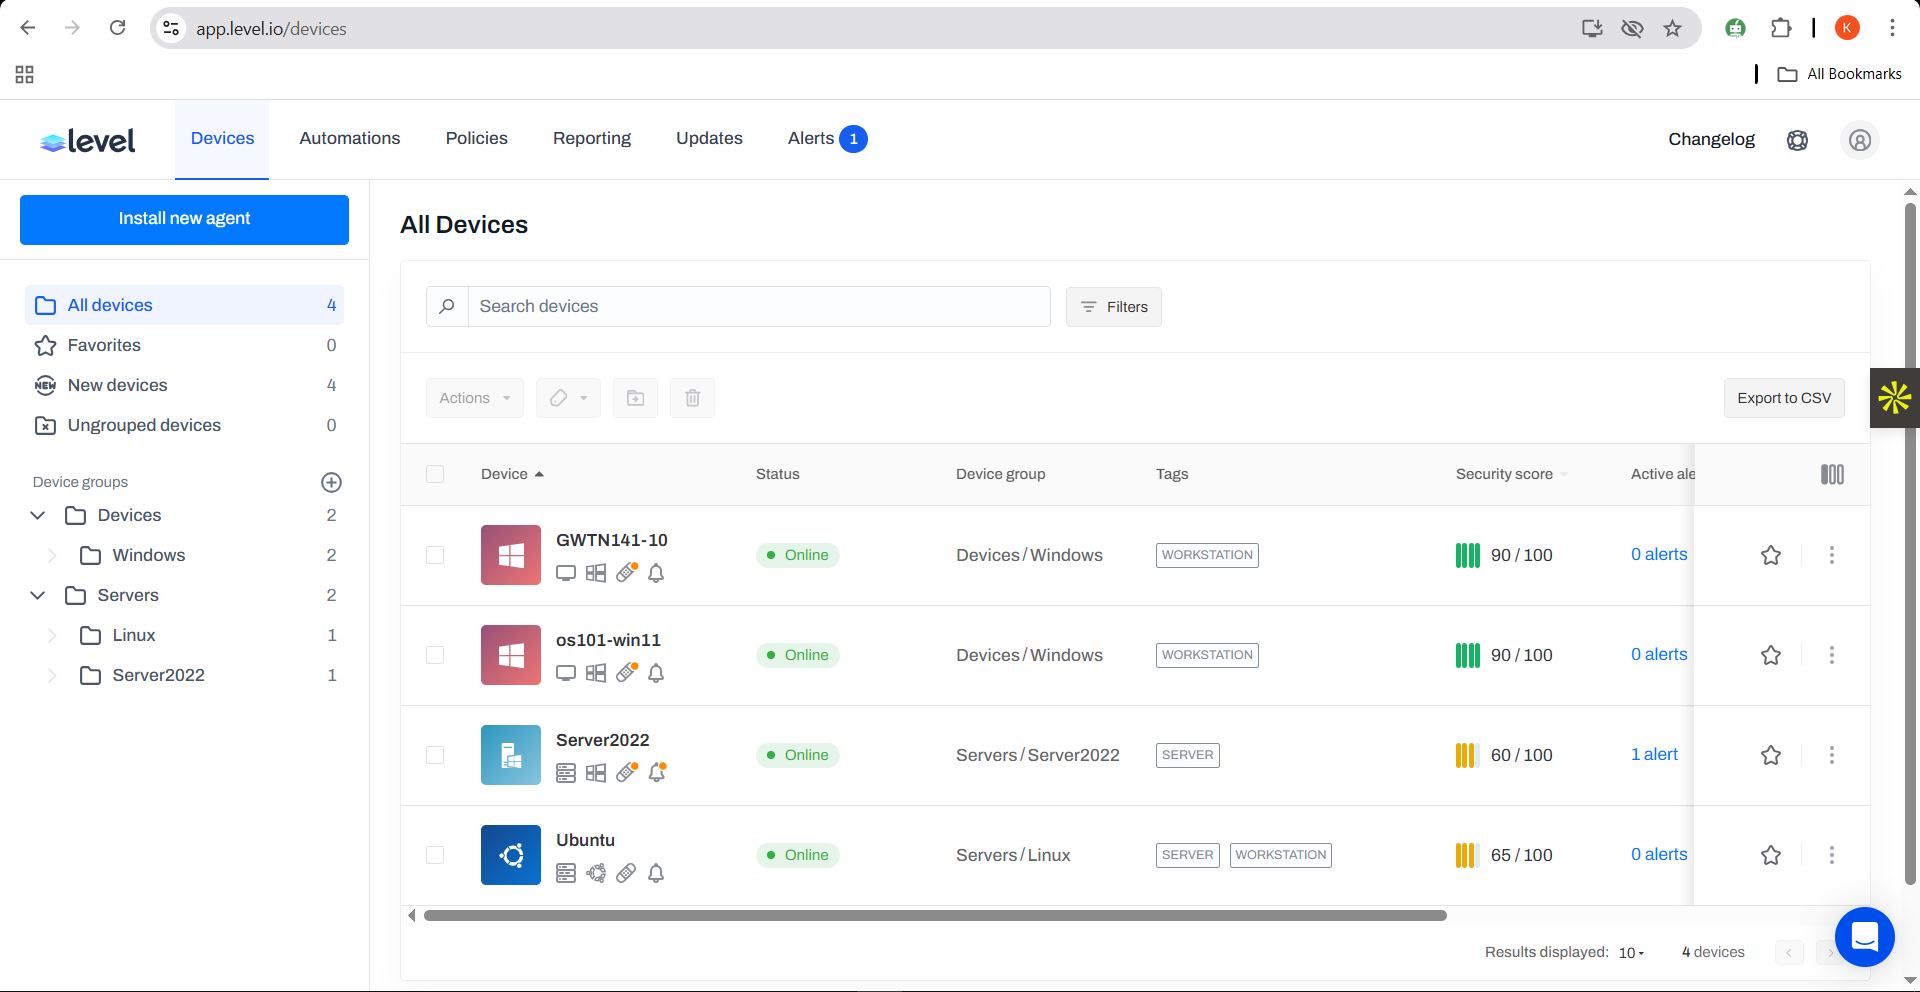 app.level.io/devices
K
All Bookmarks
level
Devices
Automations
Policies
Reporting
Updates
Alerts 1
Changelog
Install new agent
All devices 4
Favorites 0
NEW New devices 4
Ungrouped devices 0
Device groups
Devices 2
Windows 2
Servers 2
Linux 1
Server2022 1
All Devices
Search devices
Filters
Actions
Export to CSV
Device Status Device group Tags Security score Active ale
GWTN141-10
Online Devices / Windows WORKSTATION 90 / 100 0 alerts
os101-win11
Online Devices / Windows WORKSTATION 90 / 100 0 alerts
Server2022
Online Servers / Server2022 SERVER 60 / 100 1 alert
Ubuntu
Online Servers / Linux SERVER WORKSTATION 65 / 100 0 alerts
Results displayed: 10 4 devices